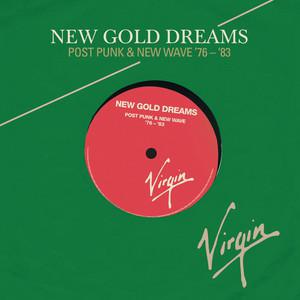 NEW GOLD DREAMS
POST PUNK & NEW WAVE '76 – '83
NEW GOLD DREAMS
POST PUNK & NEW WAVE
'76 – '83
Virgin
Virgin